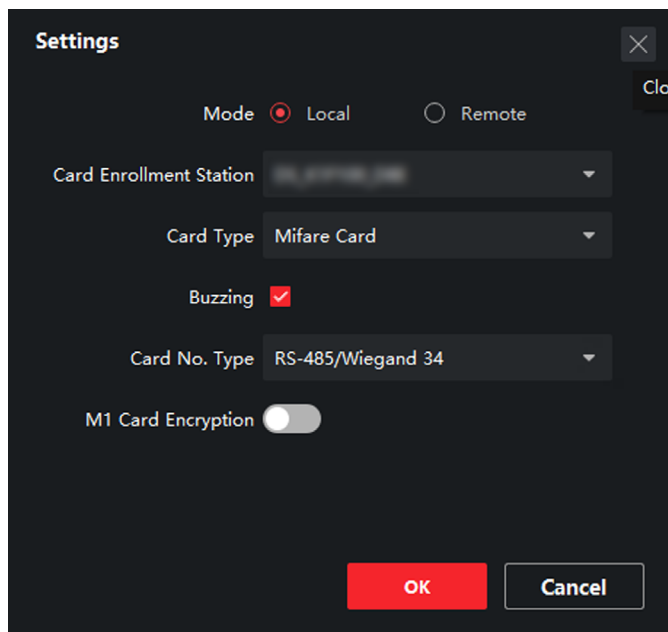 Settings
Clo
Mode Local Remote
Card Enrollment Station
Card Type Mifare Card
Buzzing
Card No. Type RS-485/Wiegand 34
M1 Card Encryption
OK Cancel